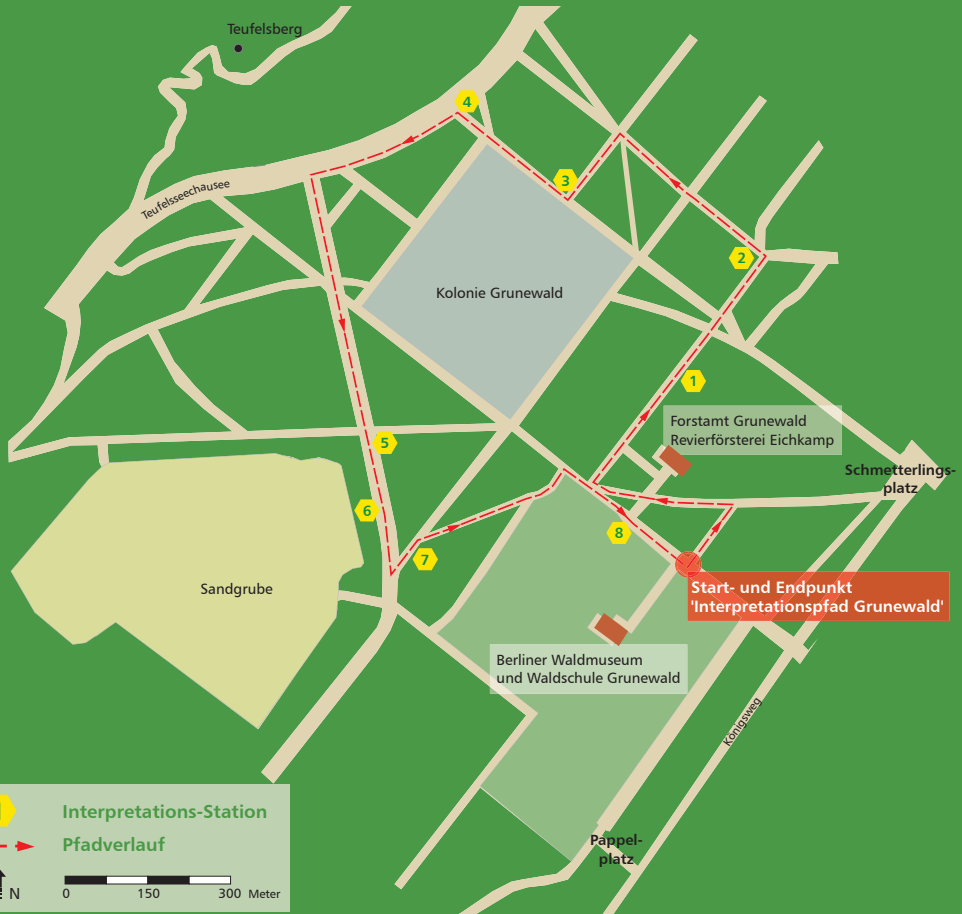 Teufelsberg
4
3
Teufelsseechausee
2
Kolonie Grunewald
1
Forstamt Grunewald
Revierförsterei Eichkamp
5
Schmetterlings-
platz
6
8
7
Sandgrube
Start- und Endpunkt
'Interpretationspfad Grunewald'
Berliner Waldmuseum
und Waldschule Grunewald
Königsweg
Pappel-
platz
Interpretations-Station
Pfadverlauf
N
0 150 300 Meter